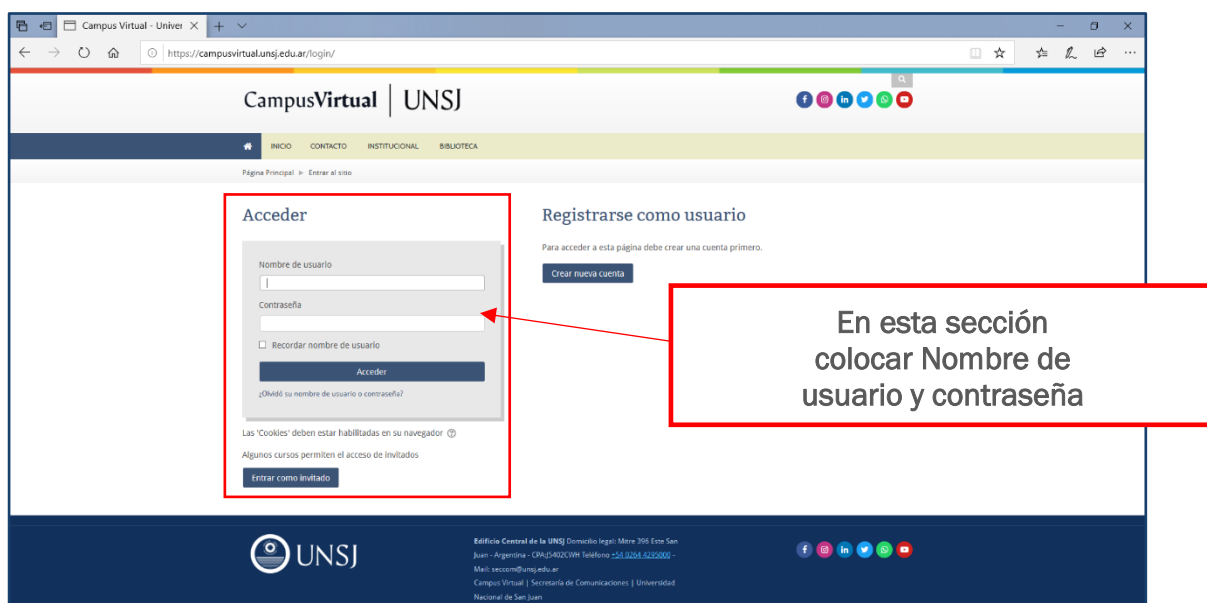 Campus Virtual - Univer
https://campusvirtual.unsj.edu.ar/login/
CampusVirtual | UNSJ
INICIO CONTACTO INSTITUCIONAL BIBLIOTECA
Página Principal ► Entrar al sitio
Acceder
Nombre de usuario
Contraseña
Recordar nombre de usuario
Acceder
¿Olvidó su nombre de usuario o contraseña?
Las 'Cookies' deben estar habilitadas en su navegador
Algunos cursos permiten el acceso de invitados
Entrar como invitado
Registrarse como usuario
Para acceder a esta página debe crear una cuenta primero.
Crear nueva cuenta
En esta sección
colocar Nombre de
usuario y contraseña
UNSJ
Edificio Central de la UNSJ Domicilio legal: Mitre 396 Este San
Juan - Argentina - CPA:J5402CWH Teléfono +54 0264 4295000 -
Mail: seccom@unsj.edu.ar
Campus Virtual | Secretaría de Comunicaciones | Universidad
Nacional de San Juan